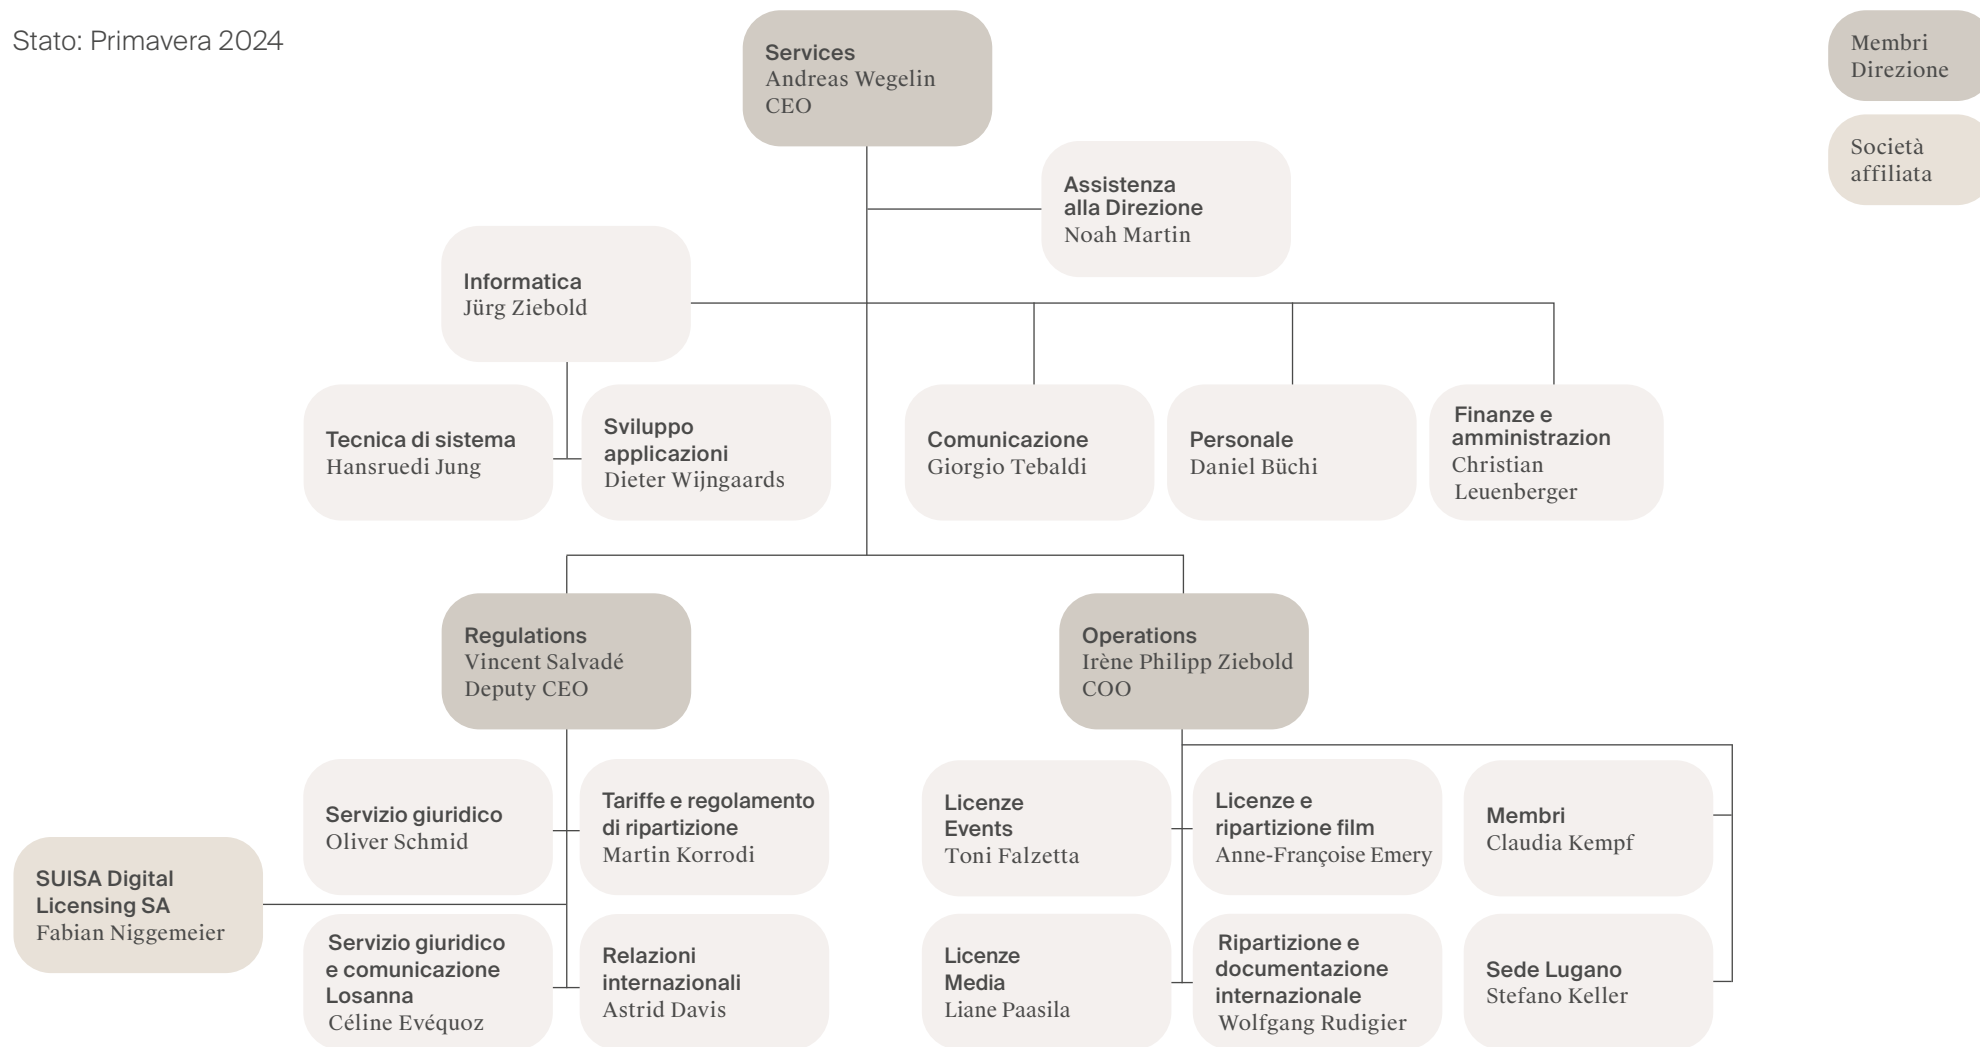 Stato: Primavera 2024
Services
Andreas Wegelin
CEO
Membri
Direzione
Società
affiliata
Assistenza
alla Direzione
Noah Martin
Informatica
Jürg Ziebold
Tecnica di sistema
Hansruedi Jung
Sviluppo
applicazioni
Dieter Wijngaards
Comunicazione
Giorgio Tebaldi
Personale
Daniel Büchi
Finanze e
amministrazion
Christian
Leuenberger
Regulations
Vincent Salvadé
Deputy CEO
Operations
Irène Philipp Ziebold
COO
Servizio giuridico
Oliver Schmid
Tariffe e regolamento
di ripartizione
Martin Korrodi
Licenze
Events
Toni Falzetta
Licenze e
ripartizione film
Anne-Françoise Emery
Membri
Claudia Kempf
SUISA Digital
Licensing SA
Fabian Niggemeier
Servizio giuridico
e comunicazione
Losanna
Céline Evéquoz
Relazioni
internazionali
Astrid Davis
Licenze
Media
Liane Paasila
Ripartizione e
documentazione
internazionale
Wolfgang Rudigier
Sede Lugano
Stefano Keller